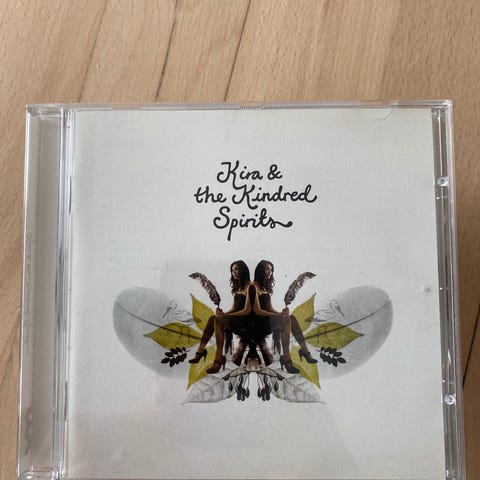 Kira &
the Kindred
Spirits